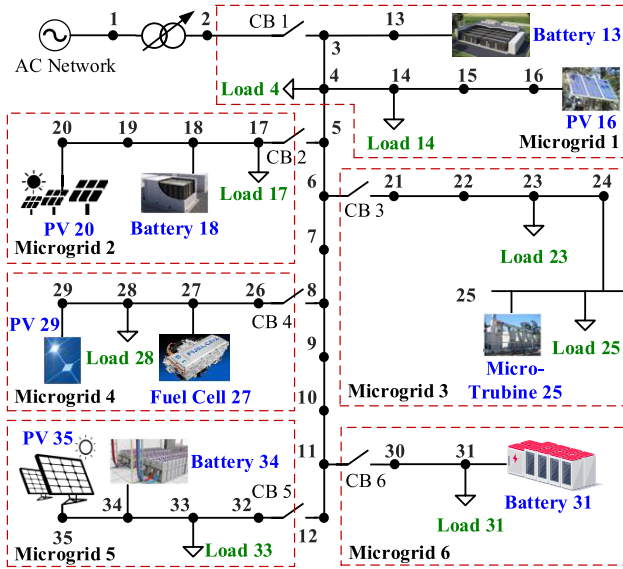 1
2
CB 1
13
Battery 13
3
AC Network
Load 4
4
14
15
16
Load 14
PV 16
Microgrid 1
20
19
18
17
CB 2
5
Load 17
PV 20
Battery 18
Microgrid 2
6
CB 3
21
22
23
24
Load 23
7
25
29
28
27
26
CB 4
8
PV 29
Load 28
FUELCELL
Fuel Cell 27
Microgrid 4
9
Micro-
Trubine 25
Load 25
Microgrid 3
10
PV 35
Battery 34
11
CB 6
30
31
Battery 31
Load 31
Microgrid 6
34
33
32
CB 5
12
35
Load 33
Microgrid 5